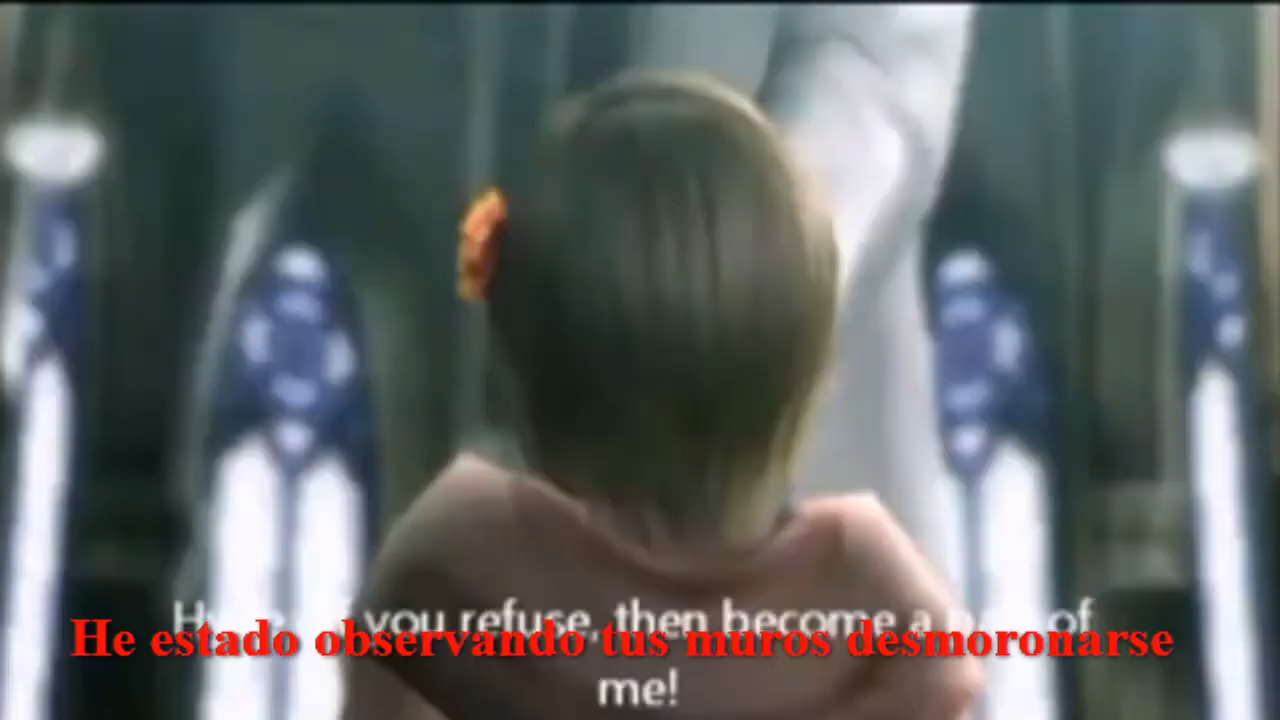 you refuse, then become a of
He estado observando tus muros desmoronarse
me!